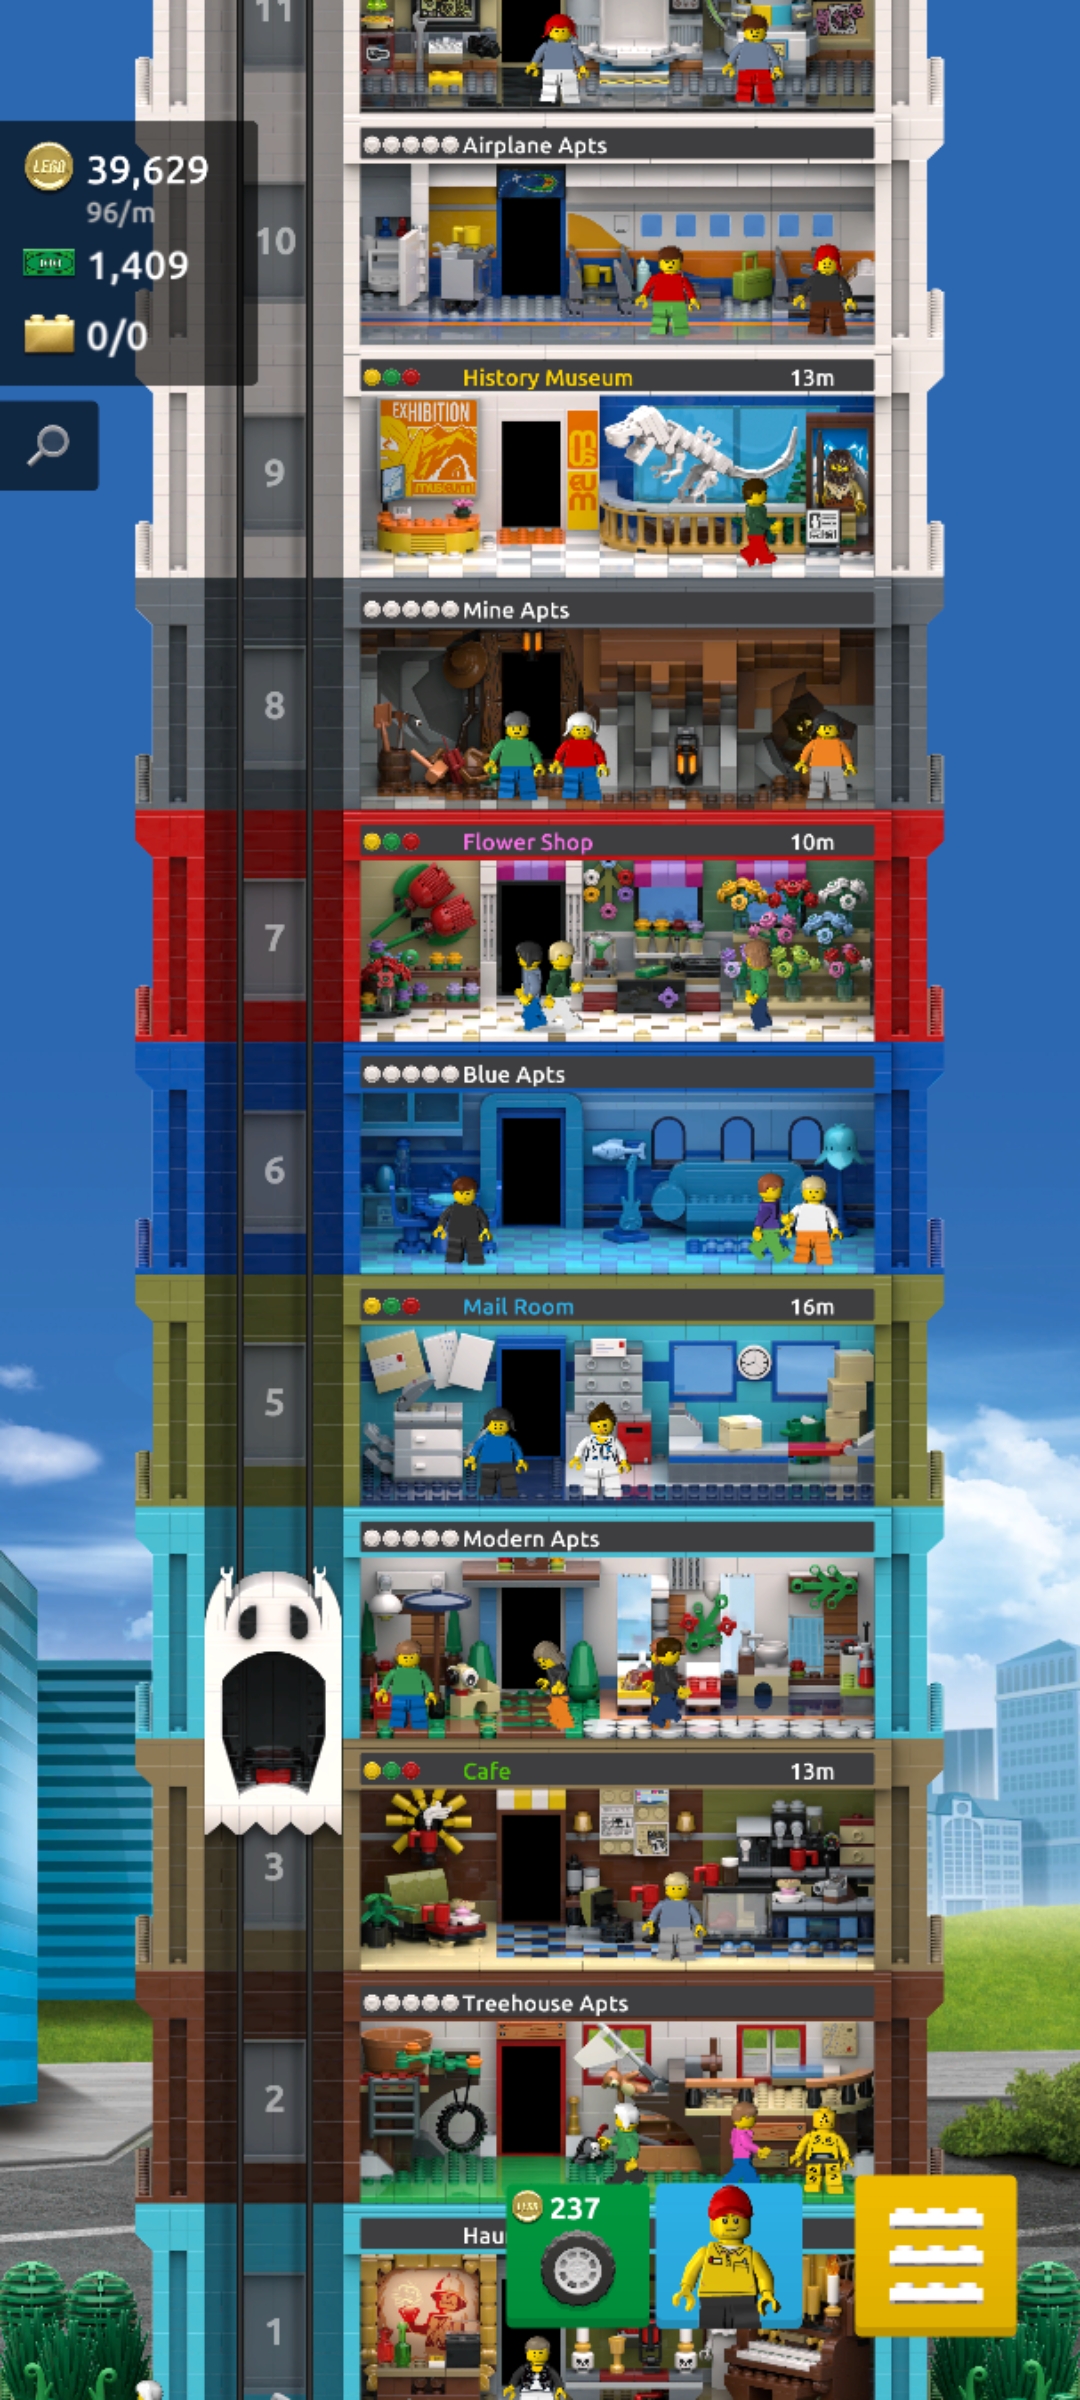 11
Airplane Apts
LEGO 39,629
96/m
10
1,409
0/0
History Museum 13m
EXHIBITION
museum
MUSEUM
9
Mine Apts
8
Flower Shop 10m
7
Blue Apts
6
Mail Room 16m
5
Modern Apts
Cafe 13m
3
Treehouse Apts
2
237
Hau
1